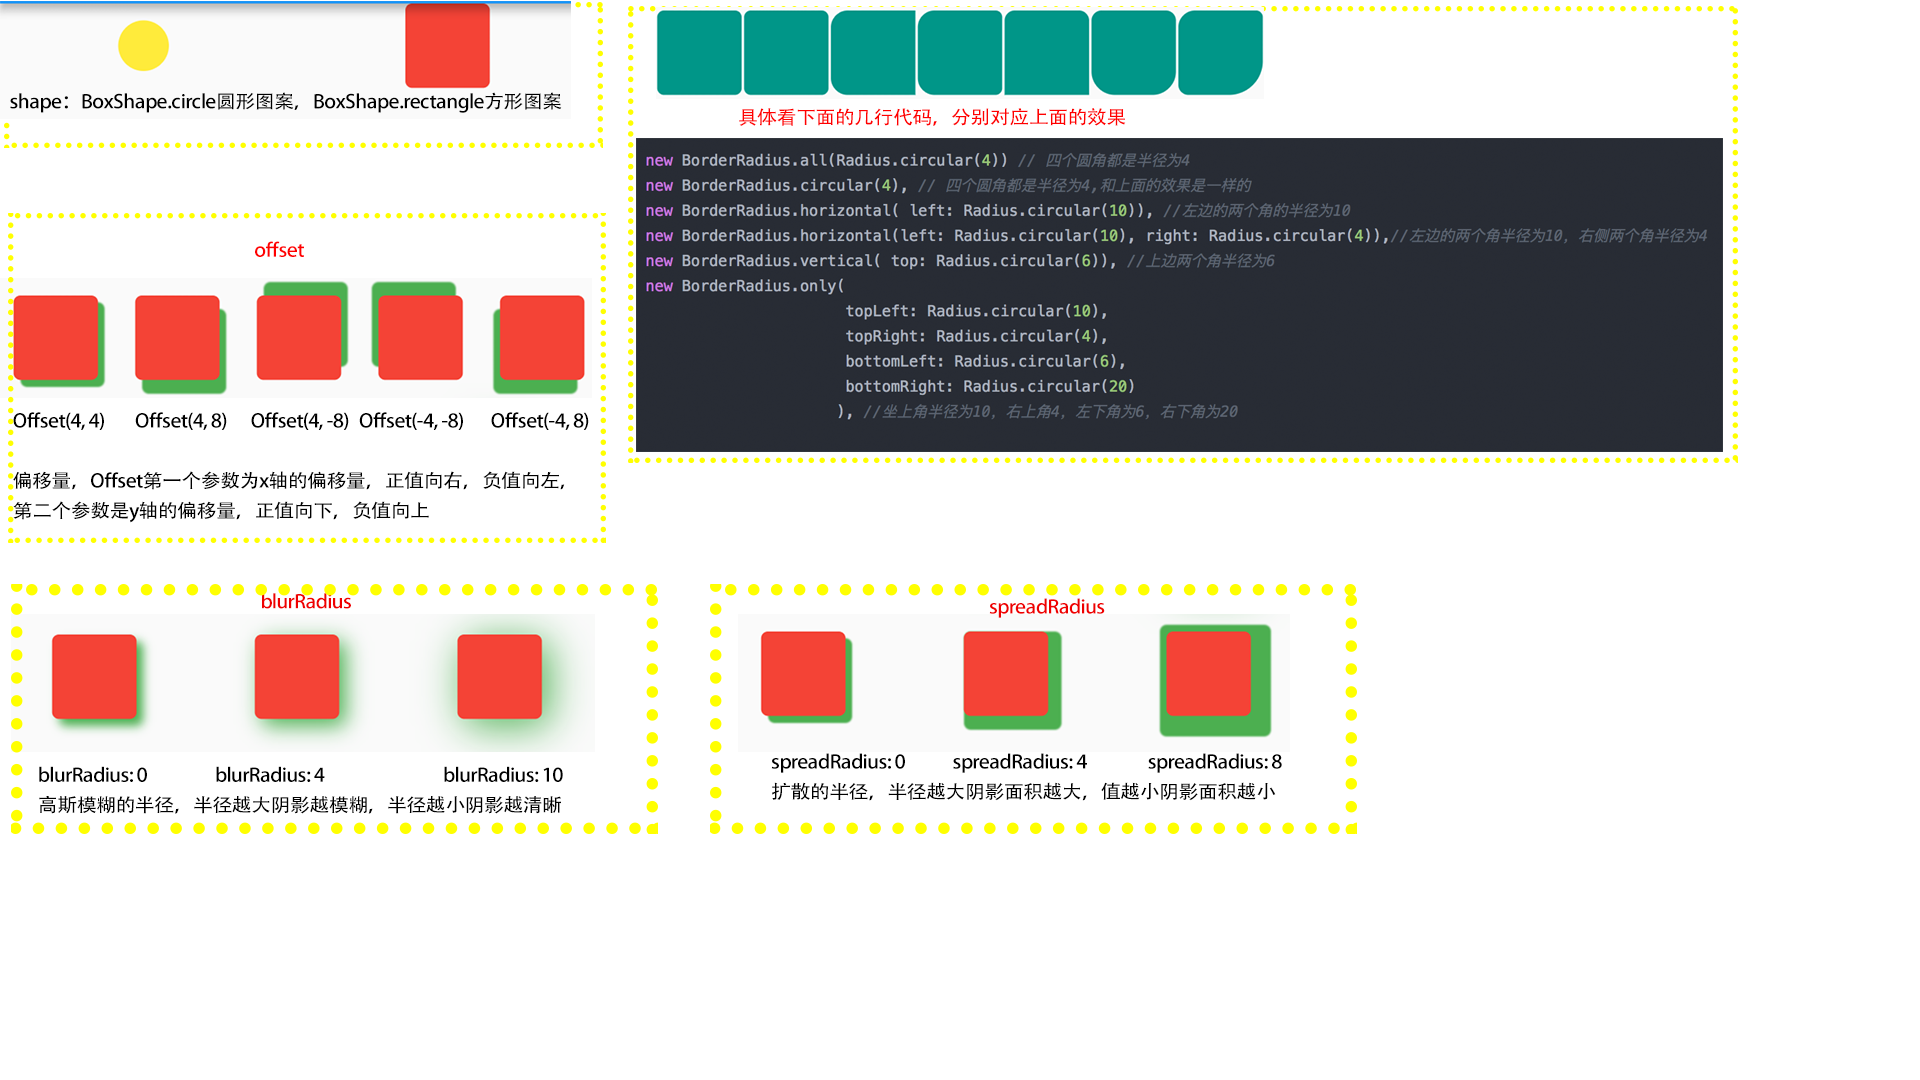 shape：BoxShape.circle圆形图案，BoxShape.rectangle方形图案
具体看下面的几行代码，分别对应上面的效果
new BorderRadius.all(Radius.circular(4)) // 四个圆角都是半径为4
new BorderRadius.circular(4), // 四个圆角都是半径为4,和上面的效果是一样的
new BorderRadius.horizontal( left: Radius.circular(10)), //左边的两个角的半径为10
new BorderRadius.horizontal(left: Radius.circular(10), right: Radius.circular(4)),//左边的两个角半径为10，右侧两个角半径为4
new BorderRadius.vertical( top: Radius.circular(6)), //上边两个角半径为6
new BorderRadius.only(
topLeft: Radius.circular(10),
topRight: Radius.circular(4),
bottomLeft: Radius.circular(6),
bottomRight: Radius.circular(20)
), //坐上角半径为10，右上角4，左下角为6，右下角为20
offset
Offset(4, 4) Offset(4, 8) Offset(4, -8) Offset(-4, -8) Offset(-4, 8)
偏移量，Offset第一个参数为x轴的偏移量，正值向右，负值向左，
第二个参数是y轴的偏移量，正值向下，负值向上
blurRadius
blurRadius: 0 blurRadius: 4 blurRadius: 10
高斯模糊的半径，半径越大阴影越模糊，半径越小阴影越清晰
spreadRadius
spreadRadius: 0 spreadRadius: 4 spreadRadius: 8
扩散的半径，半径越大阴影面积越大，值越小阴影面积越小